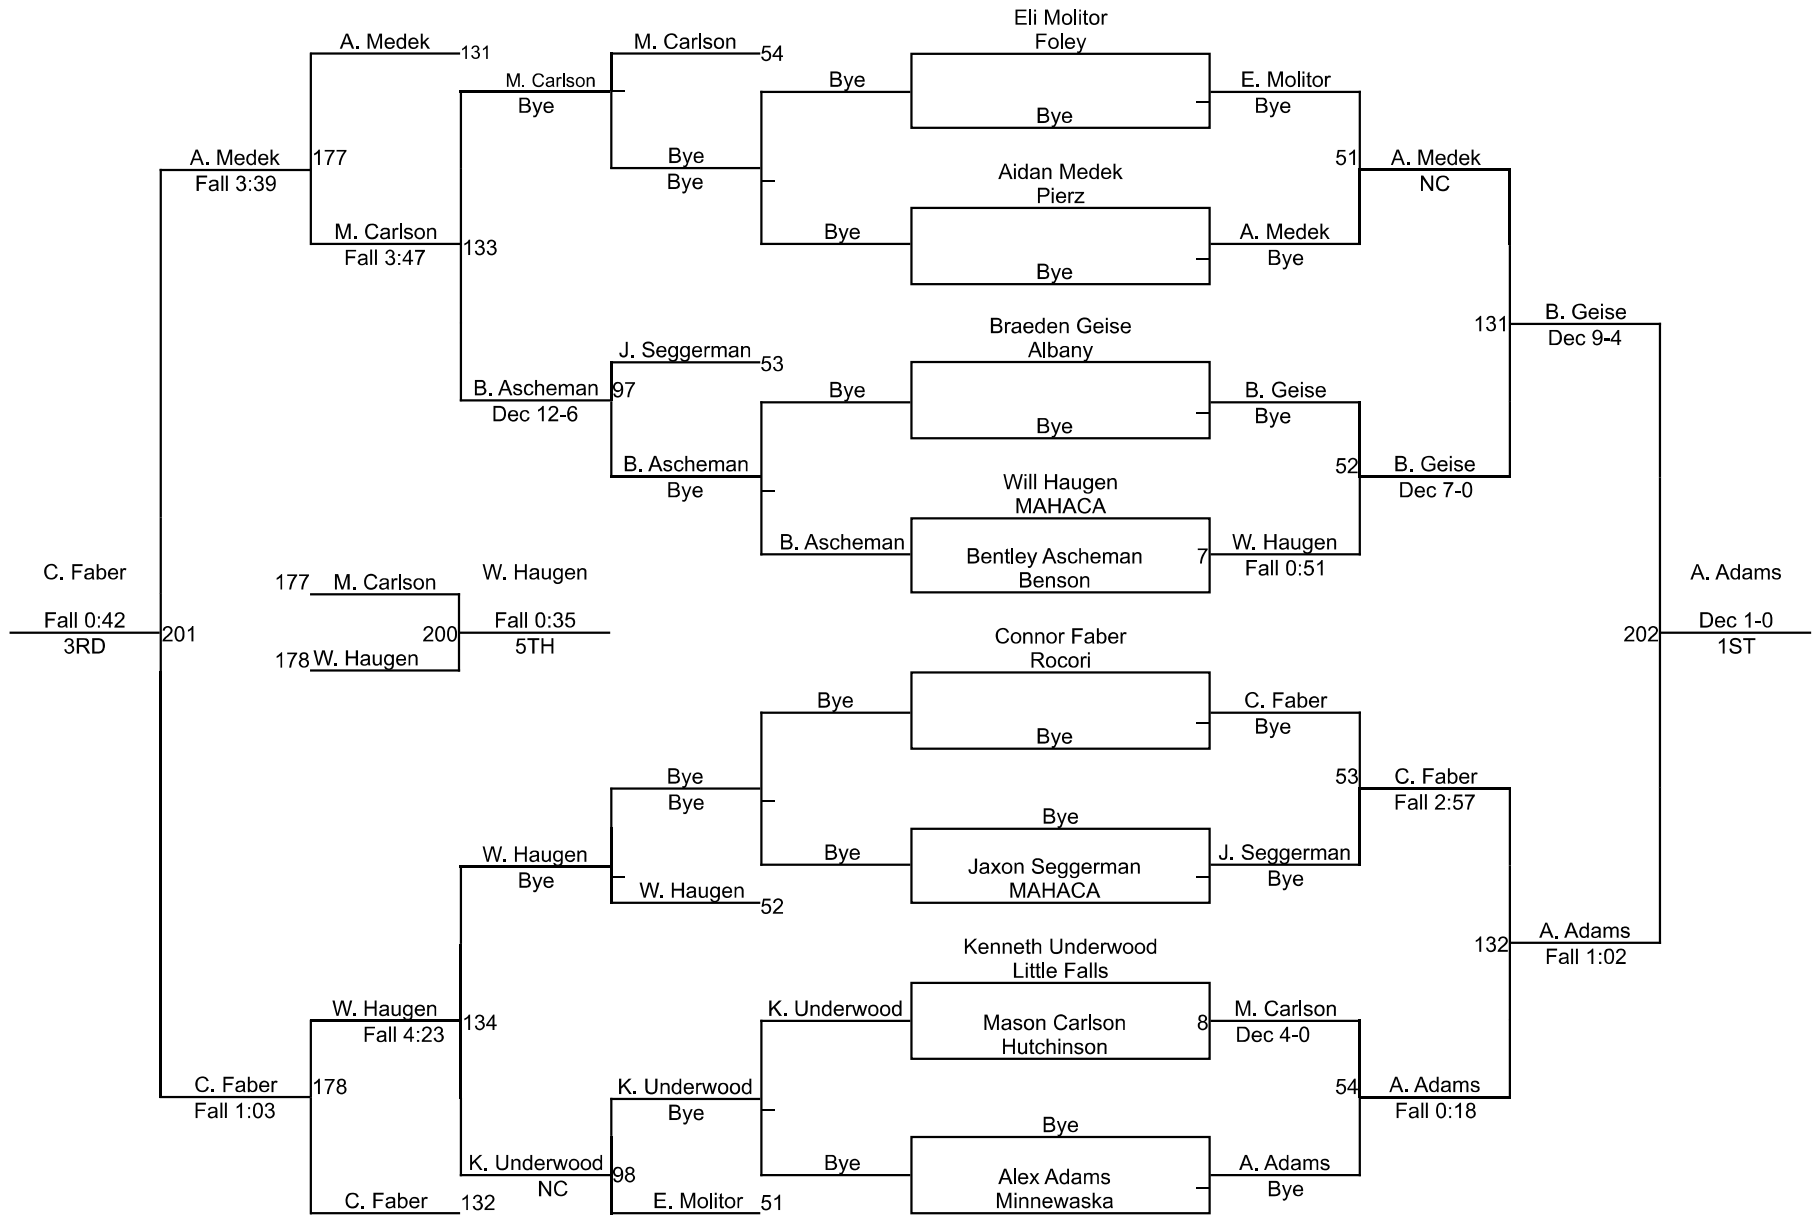 Eli Molitor
Foley
A. Medek
131
M. Carlson
54
M. Carlson
Bye
Bye
E. Molitor
Bye
Bye
A. Medek
Fall 3:39
177
Bye
Bye
Aidan Medek
Pierz
51
A. Medek
NC
M. Carlson
Fall 3:47
133
Bye
A. Medek
Bye
Bye
Braeden Geise
Albany
131
B. Geise
Dec 9-4
J. Seggerman
53
B. Ascheman
Dec 12-6
97
Bye
B. Geise
Bye
Bye
B. Ascheman
Bye
Will Haugen
MAHACA
52
B. Geise
Dec 7-0
B. Ascheman
Bentley Ascheman
Benson
7
W. Haugen
Fall 0:51
C. Faber
Fall 0:42
3RD
201
177
M. Carlson
178
W. Haugen
200
W. Haugen
Fall 0:35
5TH
A. Adams
202
Dec 1-0
1ST
Connor Faber
Rocori
Bye
C. Faber
Bye
Bye
Bye
Bye
53
C. Faber
Fall 2:57
Bye
W. Haugen
Bye
Bye
Jaxon Seggerman
MAHACA
J. Seggerman
Bye
W. Haugen
52
Kenneth Underwood
Little Falls
132
A. Adams
Fall 1:02
W. Haugen
Fall 4:23
134
K. Underwood
Mason Carlson
Hutchinson
8
M. Carlson
Dec 4-0
C. Faber
Fall 1:03
178
K. Underwood
Bye
54
A. Adams
Fall 0:18
Bye
K. Underwood
NC
98
Bye
Alex Adams
Minnewaska
A. Adams
Bye
C. Faber
132
E. Molitor
51